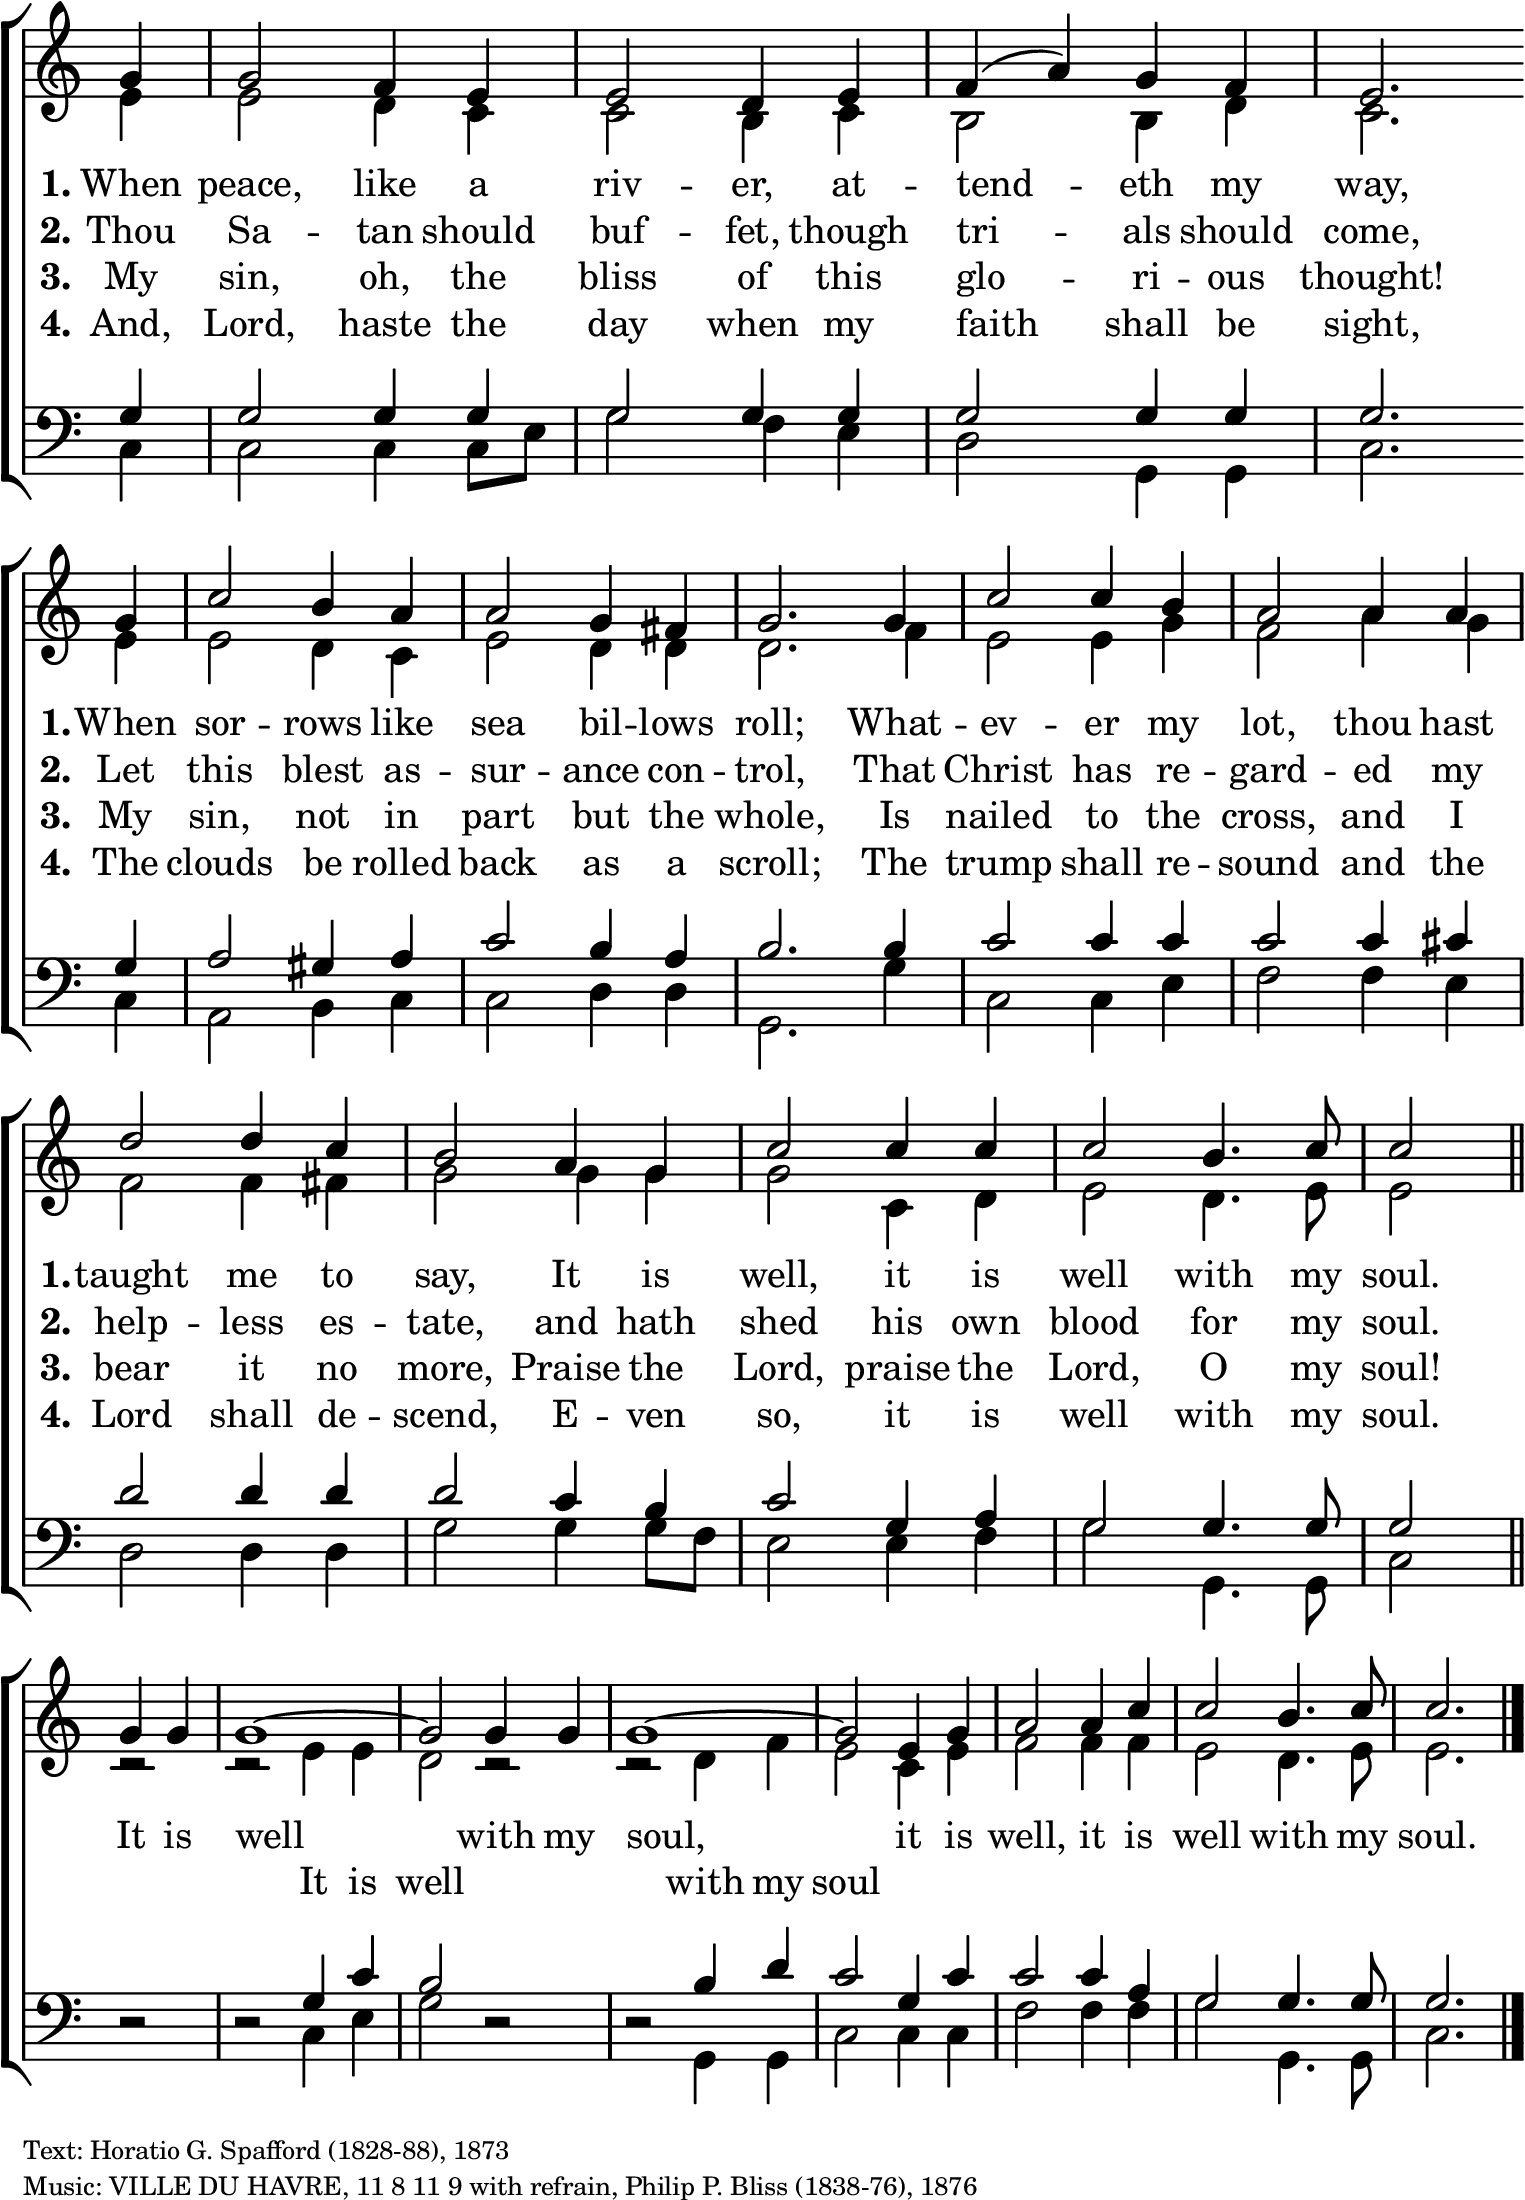 1. When peace, like a riv -- er, at -- tend -- eth my way,
2. Thou Sa -- tan should buf -- fet, though tri -- als should come,
3. My sin, oh, the bliss of this glo -- ri -- ous thought!
4. And, Lord, haste the day when my faith shall be sight,
1. When sor -- rows like sea bil -- lows roll; What -- ev -- er my lot, thou hast
2. Let this blest as -- sur -- ance con -- trol, That Christ has re -- gard -- ed my
3. My sin, not in part but the whole, Is nailed to the cross, and I
4. The clouds be rolled back as a scroll; The trump shall re -- sound and the
1. taught me to say, It is well, it is well with my soul.
2. help -- less es -- tate, and hath shed his own blood for my soul.
3. bear it no more, Praise the Lord, praise the Lord, O my soul!
4. Lord shall de -- scend, E -- ven so, it is well with my soul.
It is well with my soul, it is well, it is well with my soul.
It is well with my soul
Text: Horatio G. Spafford (1828-88), 1873
Music: VILLE DU HAVRE, 11 8 11 9 with refrain, Philip P. Bliss (1838-76), 1876